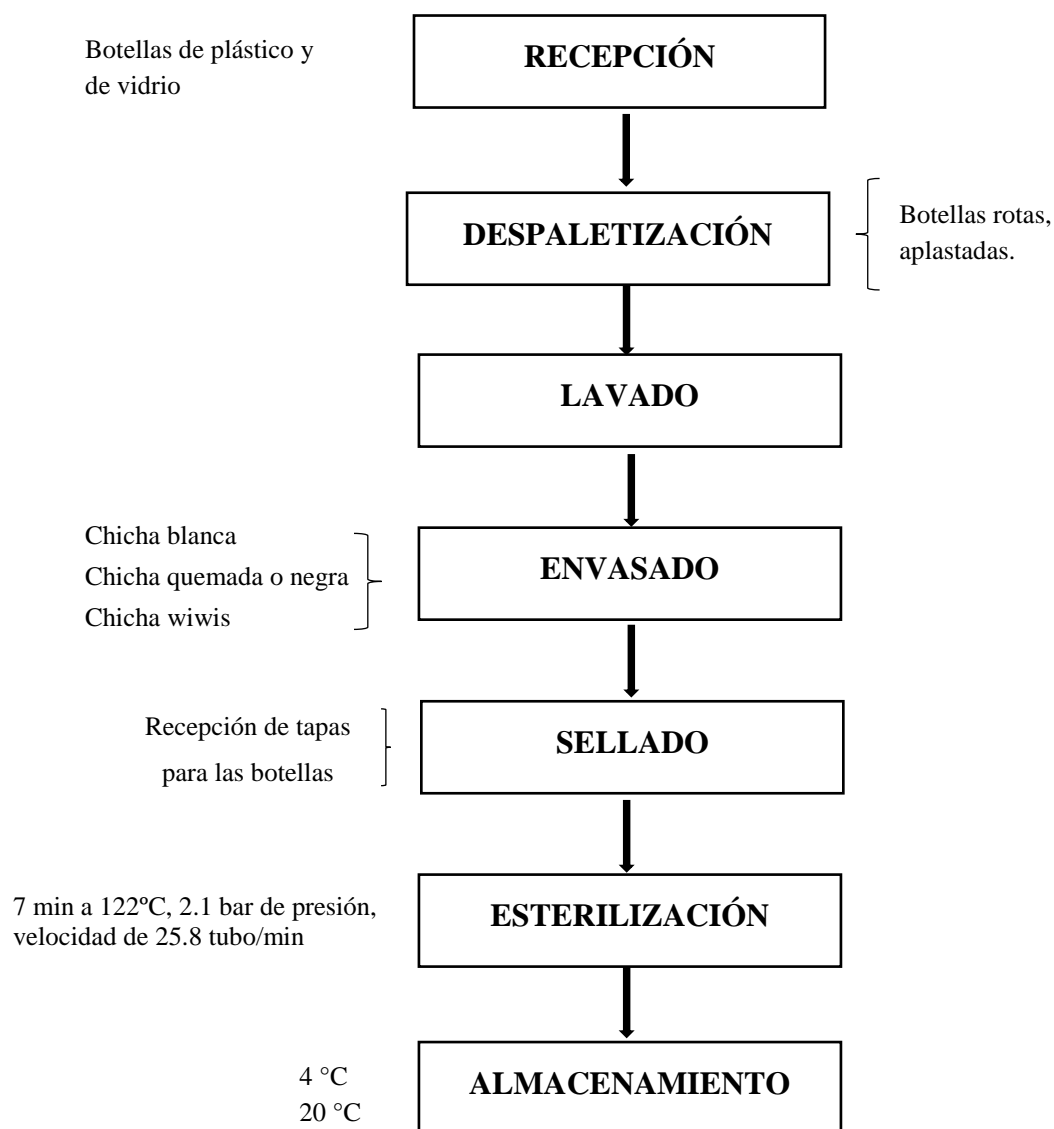 Botellas de plástico y
de vidrio
RECEPCIÓN
DESPALETIZACIÓN
Botellas rotas,
aplastadas.
LAVADO
Chicha blanca
Chicha quemada o negra
Chicha wiwis
ENVASADO
Recepción de tapas
para las botellas
SELLADO
7 min a 122ºC, 2.1 bar de presión,
velocidad de 25.8 tubo/min
ESTERILIZACIÓN
4 °C
20 °C
ALMACENAMIENTO